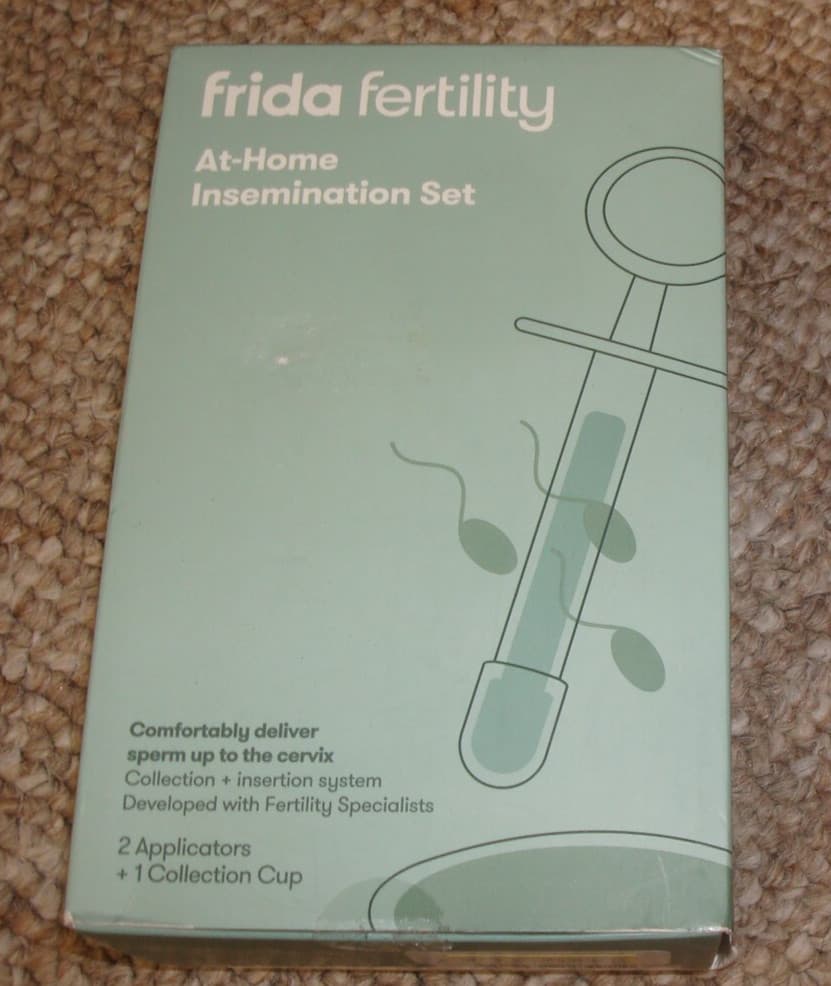 frida fertility
At-Home
Insemination Set
Comfortably deliver
sperm up to the cervix
Collection + insertion system
Developed with Fertility Specialists
2 Applicators
+ 1 Collection Cup